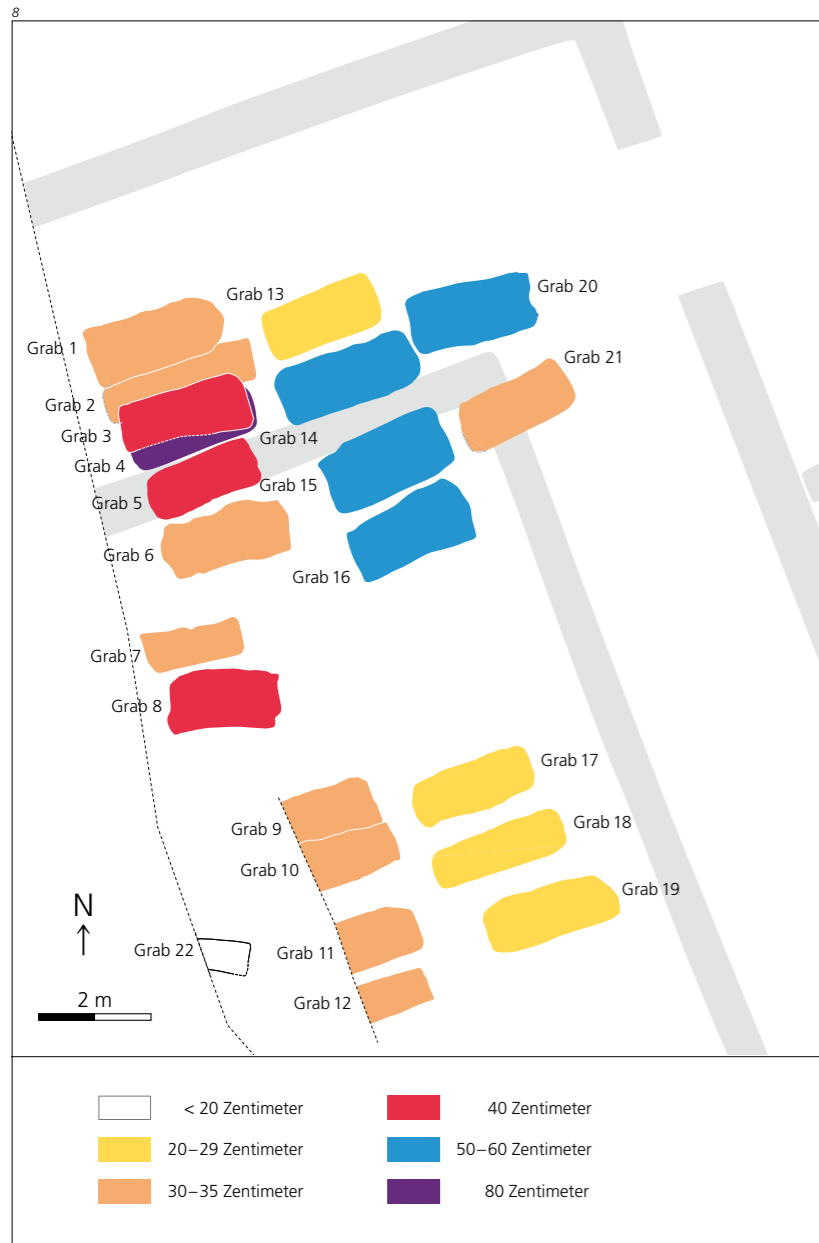 8
Grab 13
Grab 20
Grab 1
Grab 21
Grab 2
Grab 3
Grab 14
Grab 4
Grab 15
Grab 5
Grab 6
Grab 16
Grab 7
Grab 8
Grab 17
Grab 18
Grab 9
Grab 10
Grab 19
N
Grab 22
Grab 11
2 m
Grab 12
< 20 Zentimeter
40 Zentimeter
20–29 Zentimeter
50–60 Zentimeter
30–35 Zentimeter
80 Zentimeter